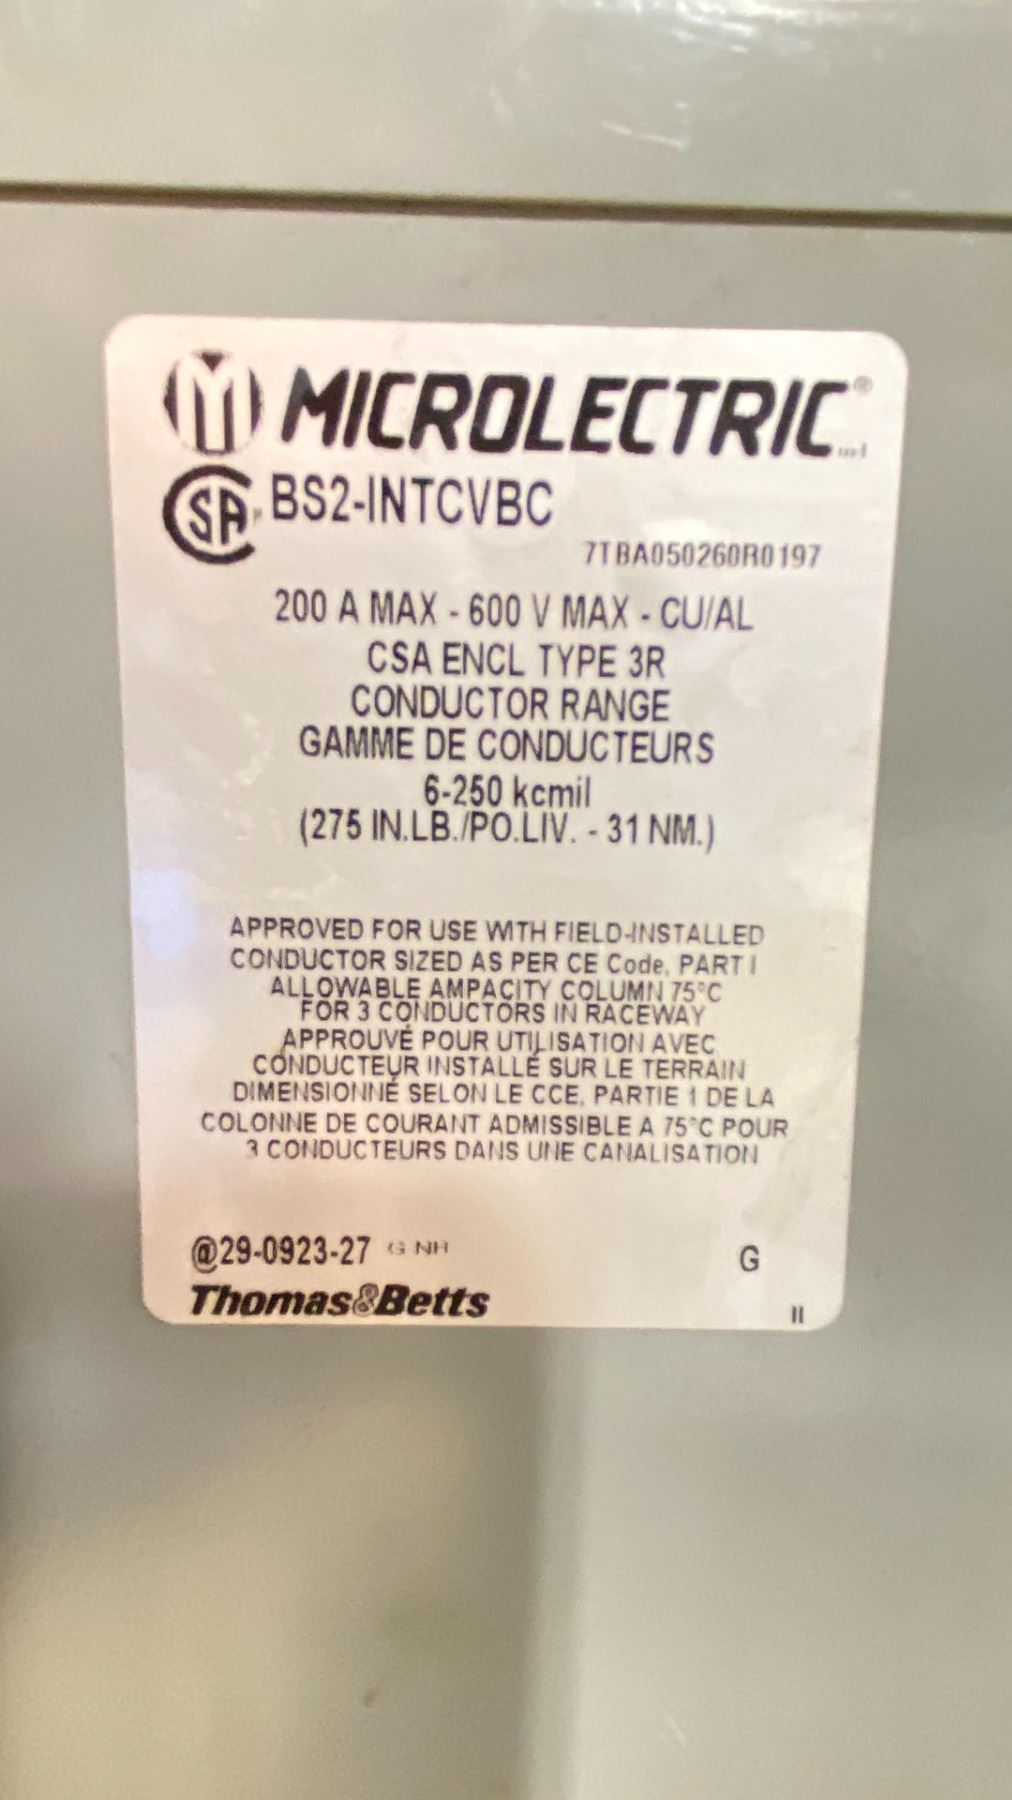 MICROLECTRIC®
CSA BS2-INTCVBC
7TBA050260R0197
200 A MAX - 600 V MAX - CU/AL
CSA ENCL TYPE 3R
CONDUCTOR RANGE
GAMME DE CONDUCTEURS
6-250 kcmil
(275 IN.LB./PO.LIV. - 31 NM.)
APPROVED FOR USE WITH FIELD-INSTALLED
CONDUCTOR SIZED AS PER CE Code, PART I
ALLOWABLE AMPACITY COLUMN 75°C
FOR 3 CONDUCTORS IN RACEWAY
APPROUVÉ POUR UTILISATION AVEC
CONDUCTEUR INSTALLÉ SUR LE TERRAIN
DIMENSIONNÉ SELON LE CCE, PARTIE 1 DE LA
COLONNE DE COURANT ADMISSIBLE A 75°C POUR
3 CONDUCTEURS DANS UNE CANALISATION
@29-0923-27 G NH G
Thomas&Betts
II